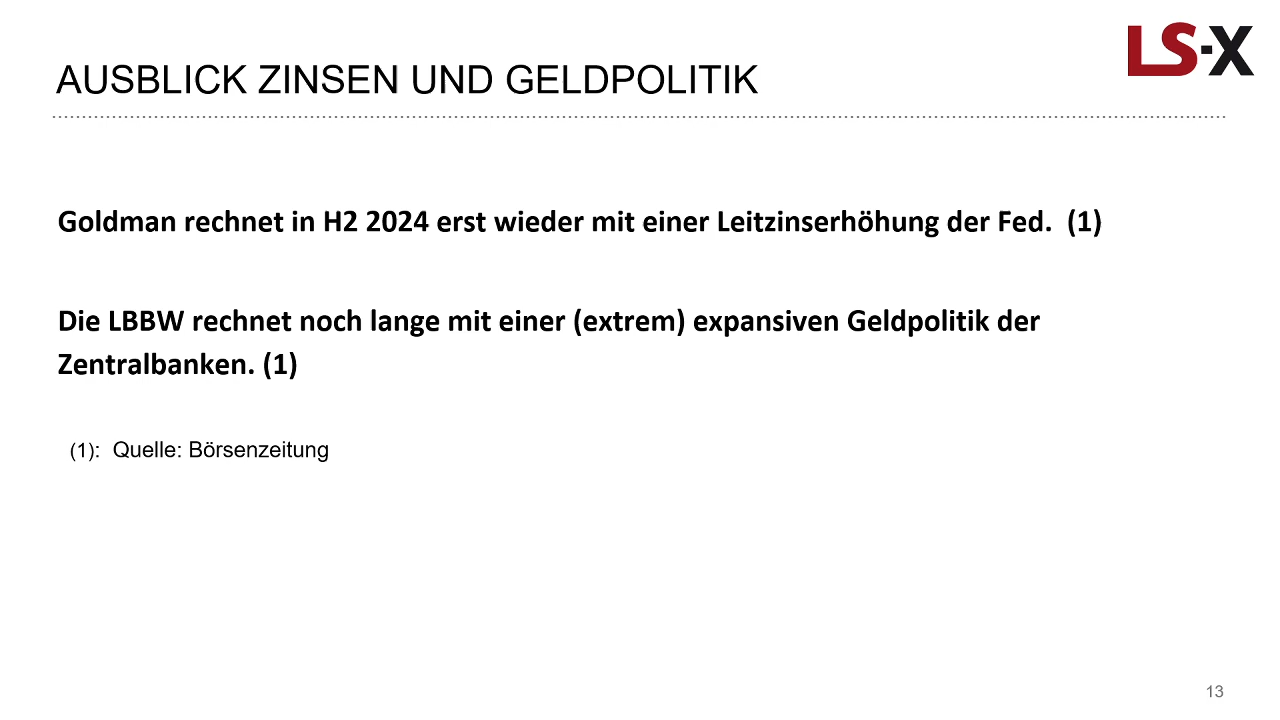 LS-X
AUSBLICK ZINSEN UND GELDPOLITIK
Goldman rechnet in H2 2024 erst wieder mit einer Leitzinserhöhung der Fed.  (1)
Die LBBW rechnet noch lange mit einer (extrem) expansiven Geldpolitik der
Zentralbanken. (1)
(1):  Quelle: Börsenzeitung
13